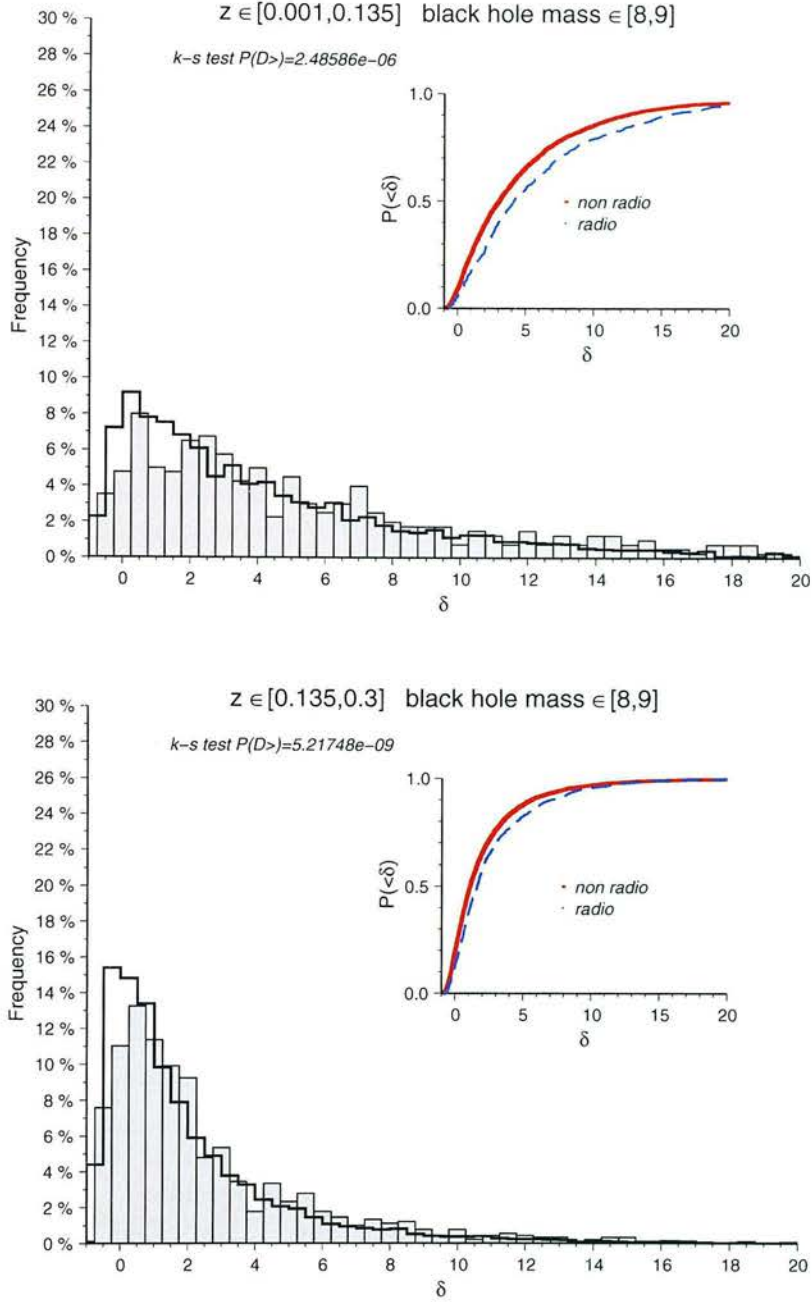 z ∈ [0.001,0.135] black hole mass ∈ [8,9]
k−s test P(D>)=2.48586e−06
30 %
28 %
26 %
24 %
22 %
20 %
18 %
16 %
14 %
12 %
10 %
8 %
6 %
4 %
2 %
0 %
Frequency
0 2 4 6 8 10 12 14 16 18 20
δ
1.0
0.5
0.0
P(<δ)
non radio
radio
0 5 10 15 20
δ
z ∈ [0.135,0.3] black hole mass ∈ [8,9]
k−s test P(D>)=5.21748e−09
30 %
28 %
26 %
24 %
22 %
20 %
18 %
16 %
14 %
12 %
10 %
8 %
6 %
4 %
2 %
0 %
Frequency
0 2 4 6 8 10 12 14 16 18 20
δ
1.0
0.5
0.0
P(<δ)
non radio
radio
0 5 10 15 20
δ